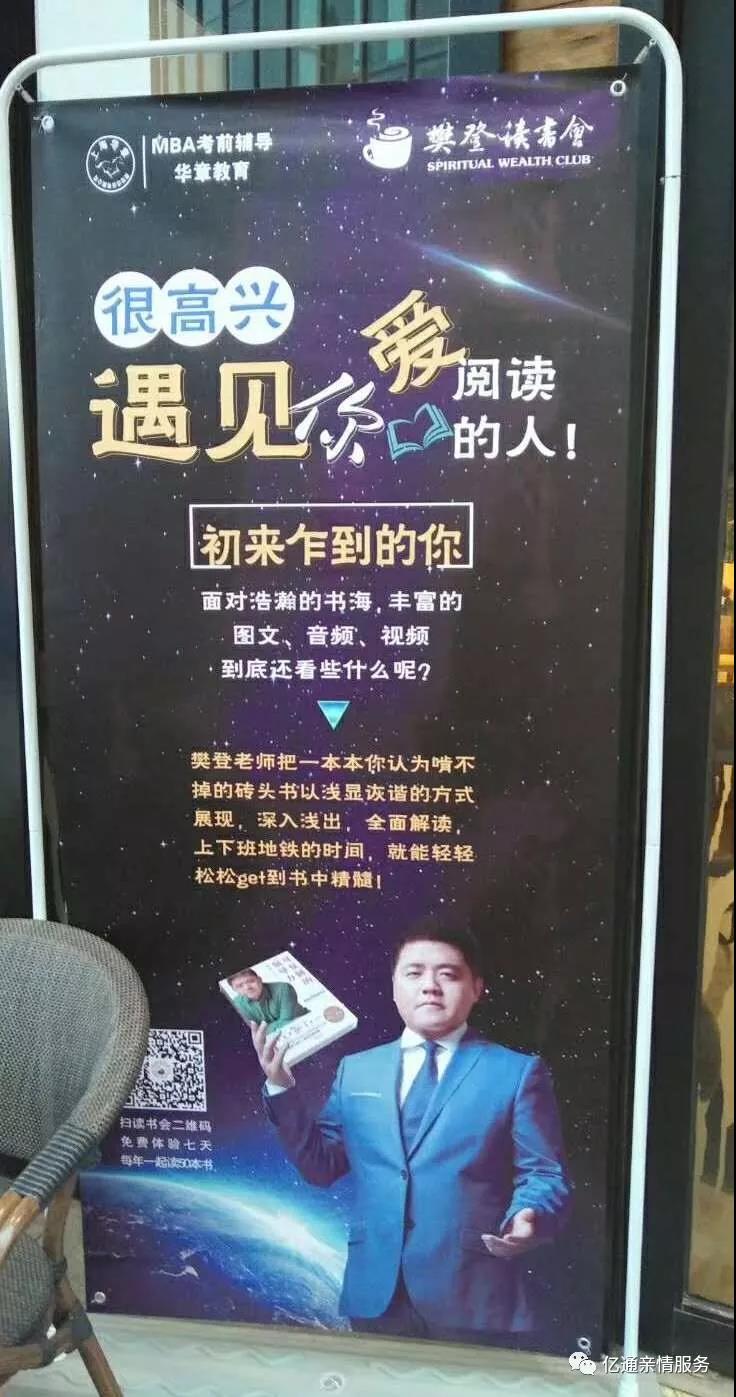 MBA考前辅导
华章教育
樊登读书会
SPIRITUAL WEALTH CLUB
很高兴
遇见你爱阅读的人!
初来乍到的你
面对浩瀚的书海,丰富的
图文、音频、视频
到底还看些什么呢?
樊登老师把一本本你认为啃不
掉的砖头书以浅显诙谐的方式
展现,深入浅出,全面解读,
上下班地铁的时间,就能轻轻
松松get到书中精髓!
扫读书会二维码
免费体验七天
每年一起读50本书
亿通亲情服务